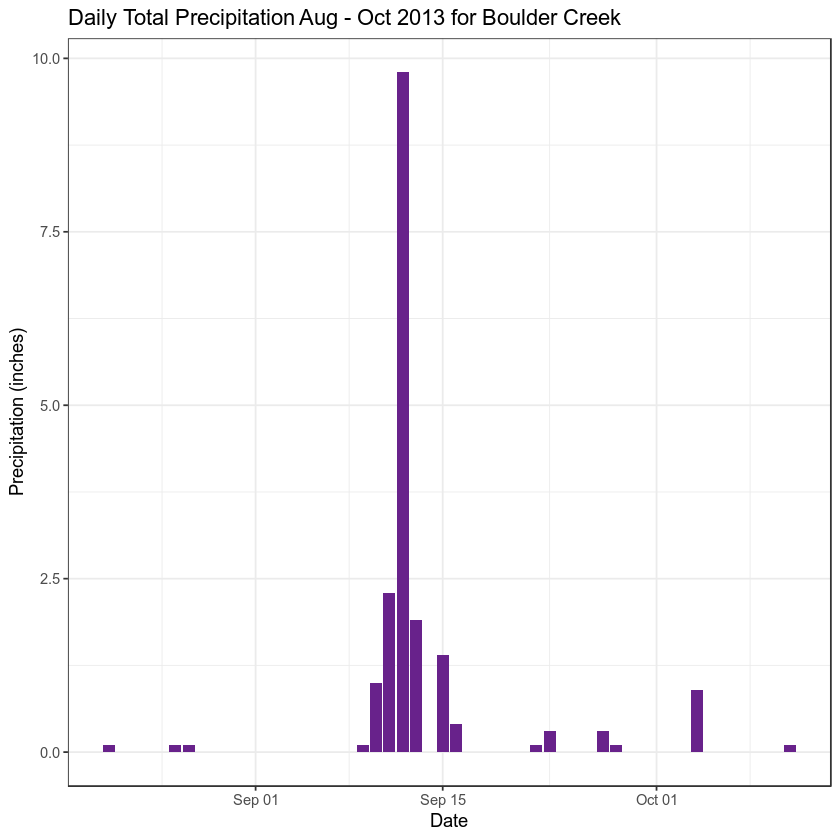 Daily Total Precipitation Aug - Oct 2013 for Boulder Creek
10.0
7.5
5.0
2.5
0.0
Precipitation (inches)
Sep 01
Sep 15
Oct 01
Date